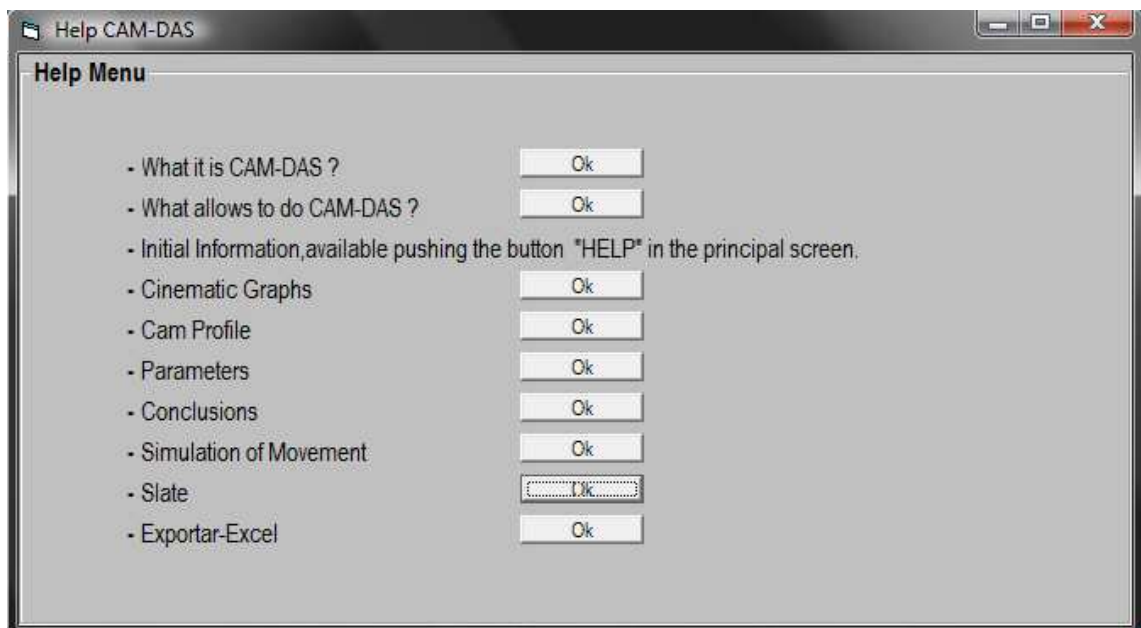 Help CAM-DAS
Help Menu
- What it is CAM-DAS ? Ok
- What allows to do CAM-DAS ? Ok
- Initial Information,available pushing the button "HELP" in the principal screen.
- Cinematic Graphs Ok
- Cam Profile Ok
- Parameters Ok
- Conclusions Ok
- Simulation of Movement Ok
- Slate Ok
- Exportar-Excel Ok